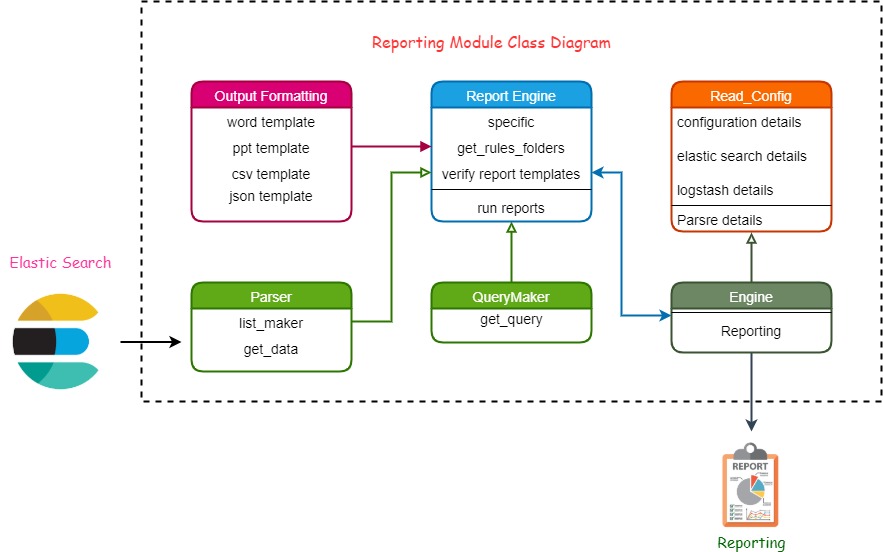 Reporting Module Class Diagram
Output Formatting
word template
ppt template
csv template
json template
Report Engine
specific
get_rules_folders
verify report templates
run reports
Read_Config
configuration details
elastic search details
logstash details
Parsre details
Elastic Search
Parser
list_maker
get_data
QueryMaker
get_query
Engine
Reporting
REPORT
Reporting